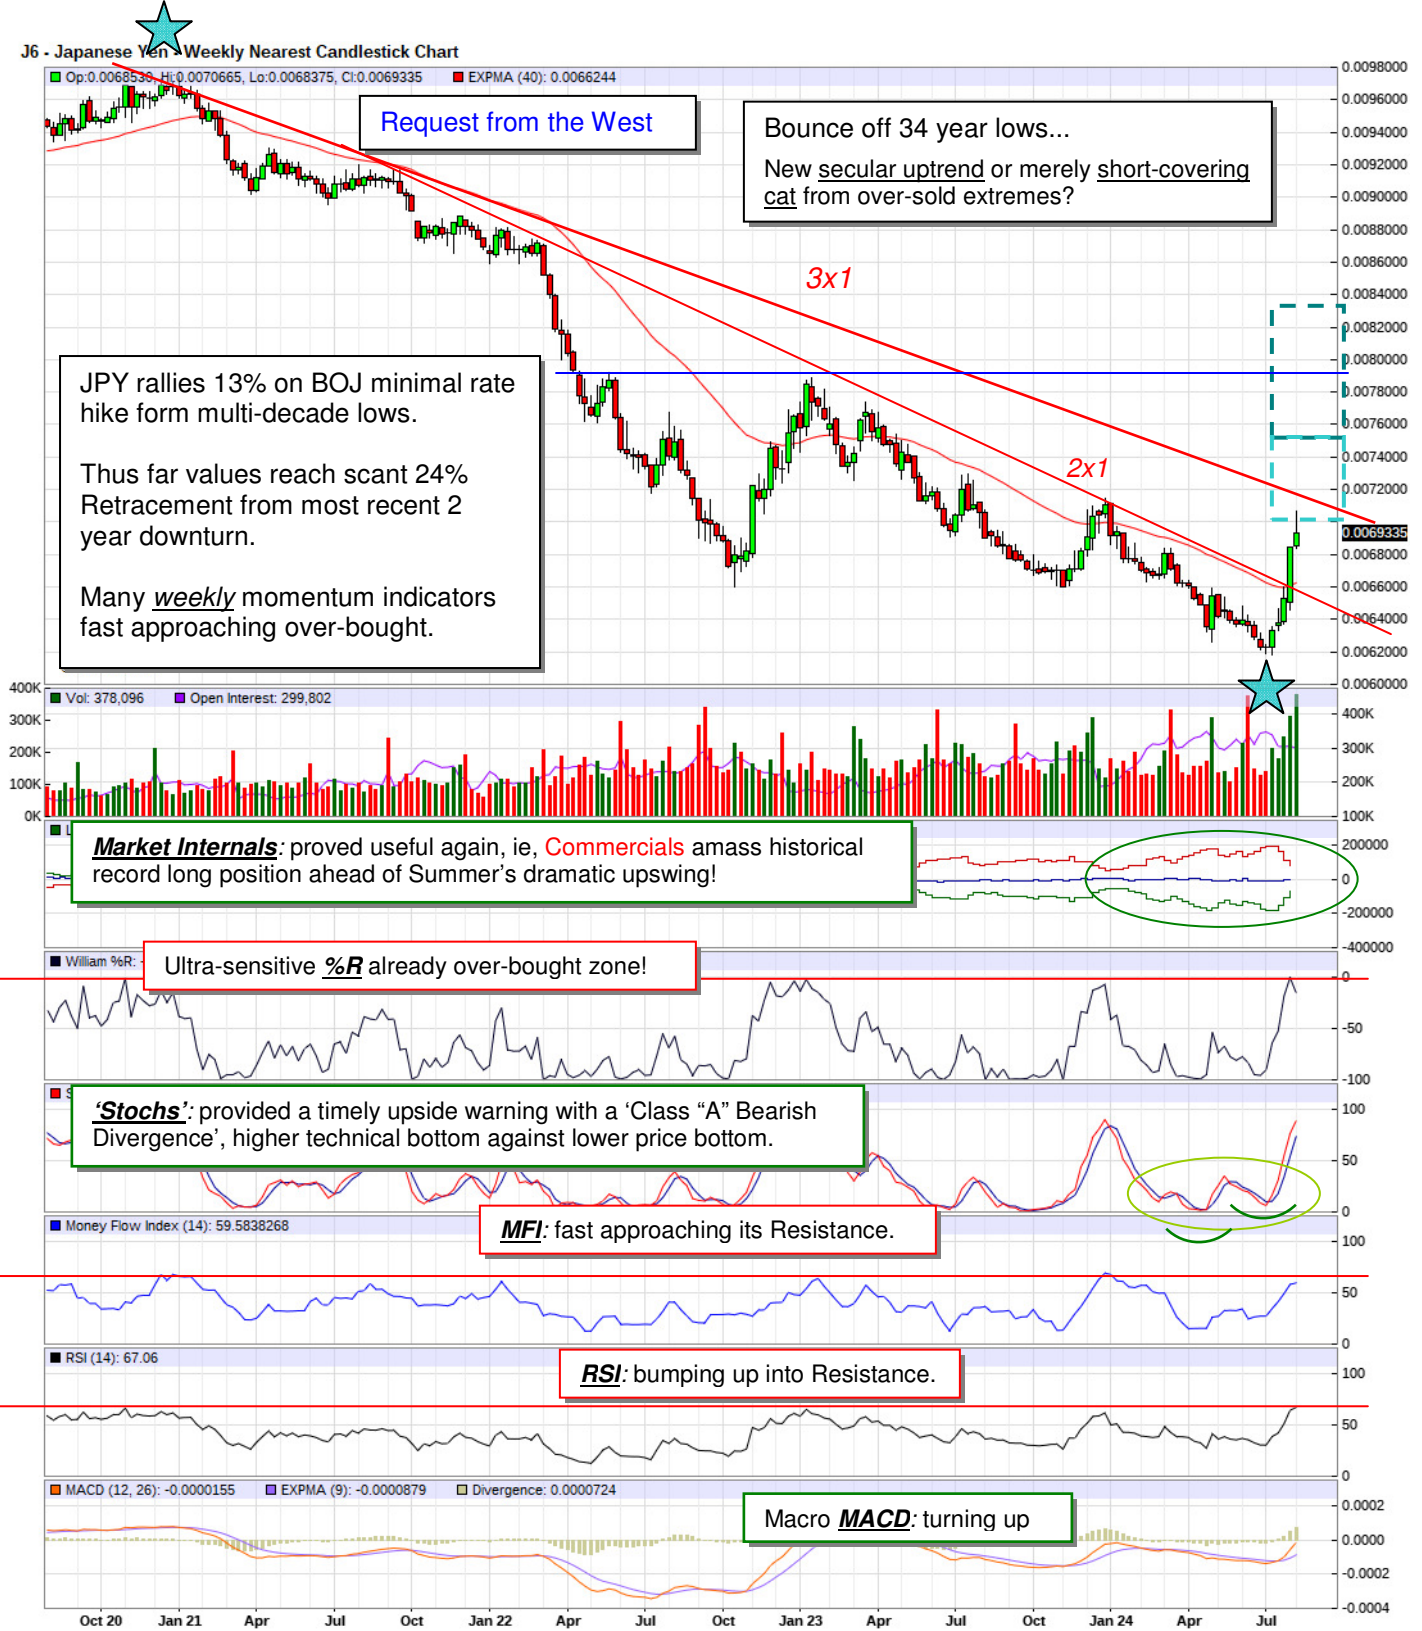 J6 - Japanese Yen - Weekly Nearest Candlestick Chart
Op:0.0068530, Hi:0.0070665, Lo:0.0068375, Cl:0.0069335 EXPMA (40): 0.0066244
Request from the West
Bounce off 34 year lows...
New secular uptrend or merely short-covering
cat from over-sold extremes?
3x1
2x1
JPY rallies 13% on BOJ minimal rate
hike form multi-decade lows.
Thus far values reach scant 24%
Retracement from most recent 2
year downturn.
Many weekly momentum indicators
fast approaching over-bought.
0.0098000
0.0096000
0.0094000
0.0092000
0.0090000
0.0088000
0.0086000
0.0084000
0.0082000
0.0080000
0.0078000
0.0076000
0.0074000
0.0072000
0.0069335
0.0068000
0.0066000
0.0064000
0.0062000
0.0060000
Vol: 378,096 Open Interest: 299,802
400K
300K
200K
100K
0K
400K
300K
200K
100K
Market Internals: proved useful again, ie, Commercials amass historical
record long position ahead of Summer's dramatic upswing!
200000
0
-200000
-400000
William %R: -
Ultra-sensitive %R already over-bought zone!
0
-50
-100
'Stochs': provided a timely upside warning with a 'Class "A" Bearish
Divergence', higher technical bottom against lower price bottom.
100
50
0
Money Flow Index (14): 59.5838268
MFI: fast approaching its Resistance.
100
50
0
RSI (14): 67.06
RSI: bumping up into Resistance.
100
50
0
MACD (12, 26): -0.0000155 EXPMA (9): -0.0000879 Divergence: 0.0000724
Macro MACD: turning up
0.0002
0.0000
-0.0002
-0.0004
Oct 20 Jan 21 Apr Jul Oct Jan 22 Apr Jul Oct Jan 23 Apr Jul Oct Jan 24 Apr Jul